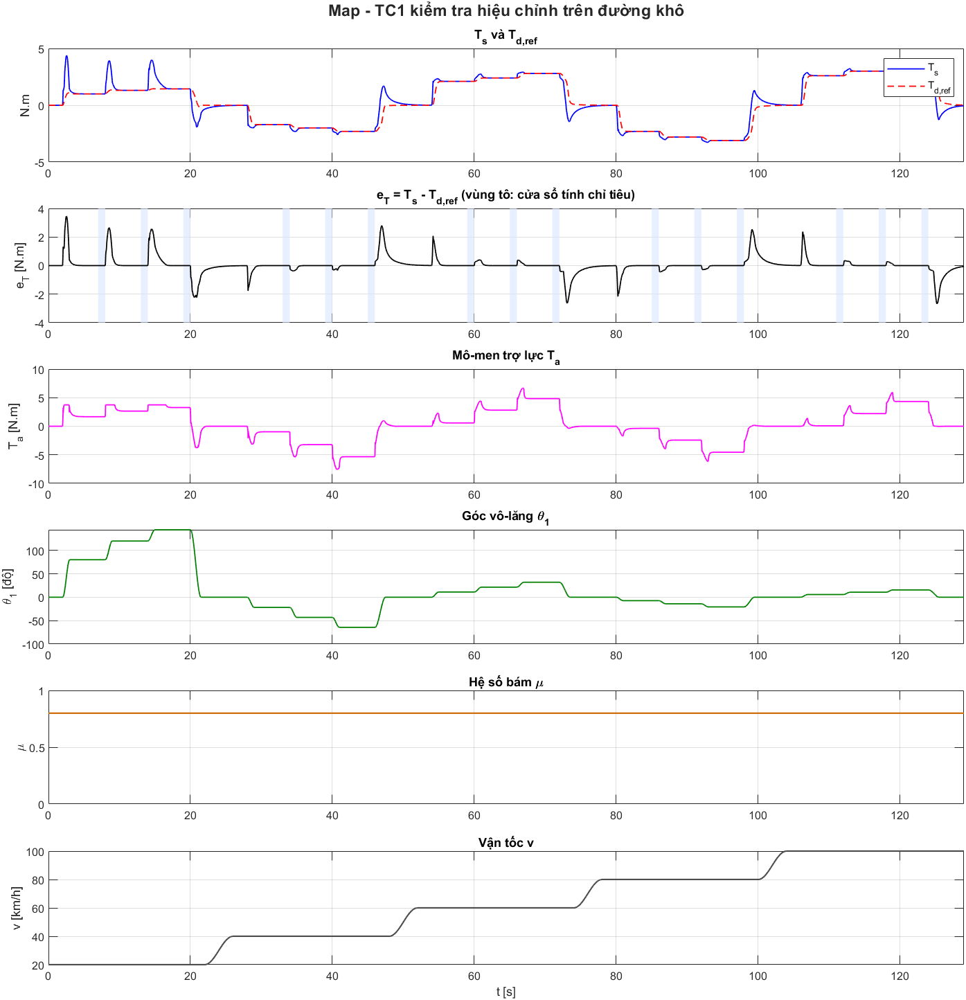 Map - TC1 kiểm tra hiệu chỉnh trên đường khô
T_s và T_d,ref
5
0
-5
N.m
T_s
T_d,ref
0 20 40 60 80 100 120
e_T = T_s - T_d,ref (vùng tô: cửa sổ tính chỉ tiêu)
4
2
0
-2
-4
e_T [N.m]
0 20 40 60 80 100 120
Mô-men trợ lực T_a
10
5
0
-5
-10
T_a [N.m]
0 20 40 60 80 100 120
Góc vô-lăng θ_1
100
50
0
-50
-100
θ_1 [độ]
0 20 40 60 80 100 120
Hệ số bám μ
1
0.5
0
μ
0 20 40 60 80 100 120
Vận tốc v
100
80
60
40
20
v [km/h]
0 20 40 60 80 100 120
t [s]